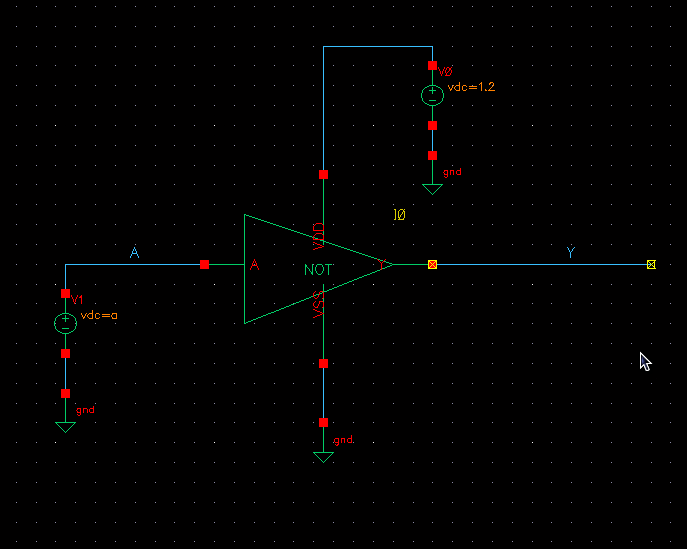 V0
vdc=1.2
gnd
I0
VDD
A
Y
A
NOT
Y
VSS
V1
vdc=a
gnd
gnd